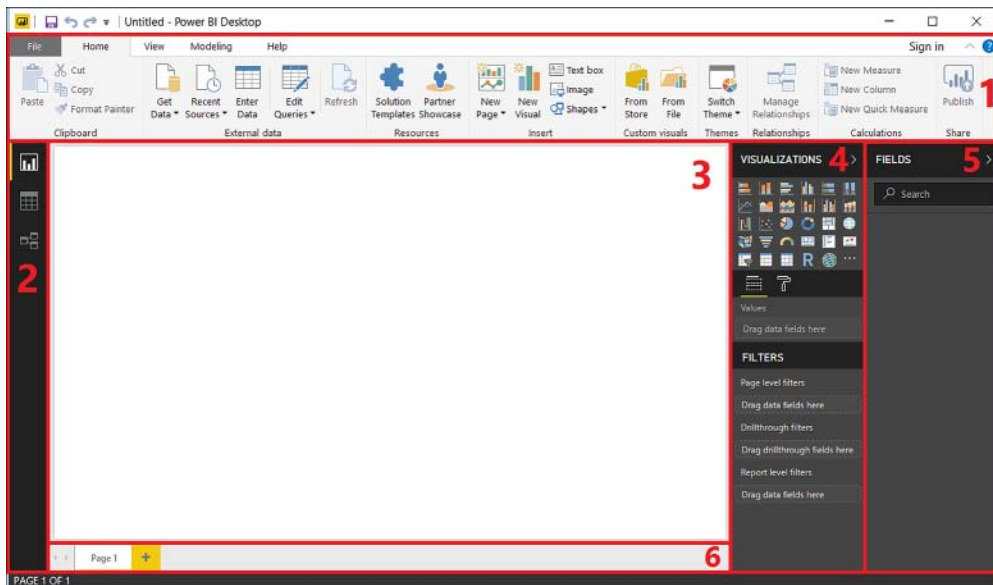 Untitled - Power BI Desktop
File Home View Modeling Help Sign in ?
Paste
Cut
Copy
Format Painter
Clipboard
Get Data
Recent Sources
Enter Data
Edit Queries
Refresh
External data
Solution Templates
Partner Showcase
Resources
New Page
New Visual
Text box
Image
Shapes
Insert
From Store
From File
Custom visuals
Switch Theme
Themes
Manage Relationships
Relationships
New Measure
New Column
New Quick Measure
Calculations
Publish
Share
1
2
3
VISUALIZATIONS 4
R
Values
Drag data fields here
FILTERS
Page level filters
Drag data fields here
Drillthrough filters
Drag drillthrough fields here
Report level filters
Drag data fields here
FIELDS 5
Search
Page 1 + 6
PAGE 1 OF 1